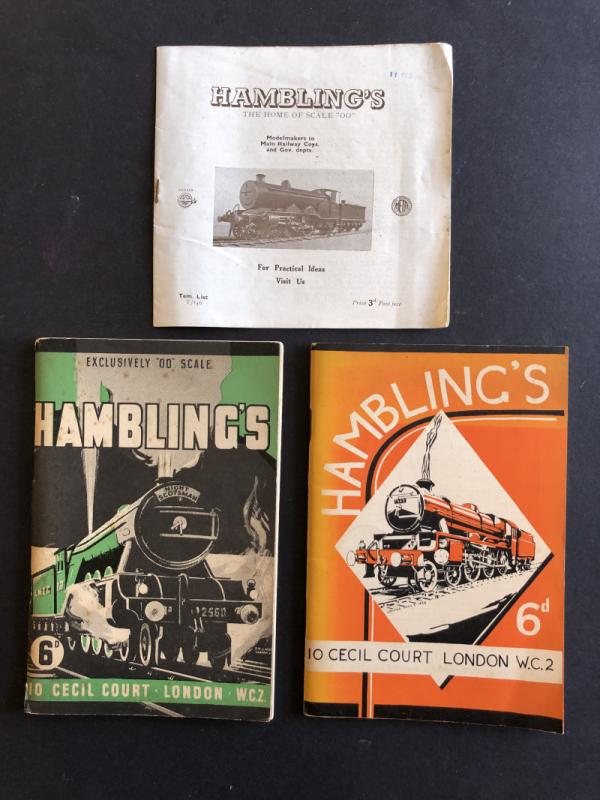 HAMBLING'S
THE HOME OF SCALE "OO"
Modelmakers to
Main Railway Coys.
and Gov. depts.
For Practical Ideas
Visit Us
Tem. List
Price 3d Post free
EXCLUSIVELY "OO" SCALE
HAMBLING'S
NIGHT
SCOTSMAN
2560
6D
10. CECIL COURT · LONDON · W.C.2.
HAMBLING'S
6d
10 CECIL COURT LONDON W.C.2